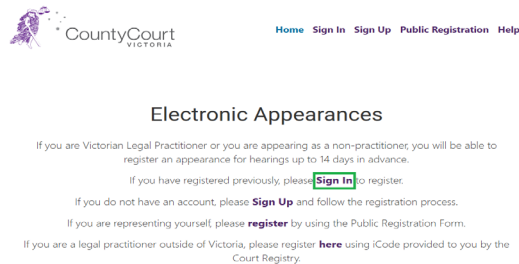 CountyCourt
VICTORIA
Home Sign In Sign Up Public Registration Help
Electronic Appearances
If you are Victorian Legal Practitioner or you are appearing as a non-practitioner, you will be able to
register an appearance for hearings up to 14 days in advance.
If you have registered previously, please Sign In to register.
If you do not have an account, please Sign Up and follow the registration process.
If you are representing yourself, please register by using the Public Registration Form.
If you are a legal practitioner outside of Victoria, please register here using iCode provided to you by the
Court Registry.